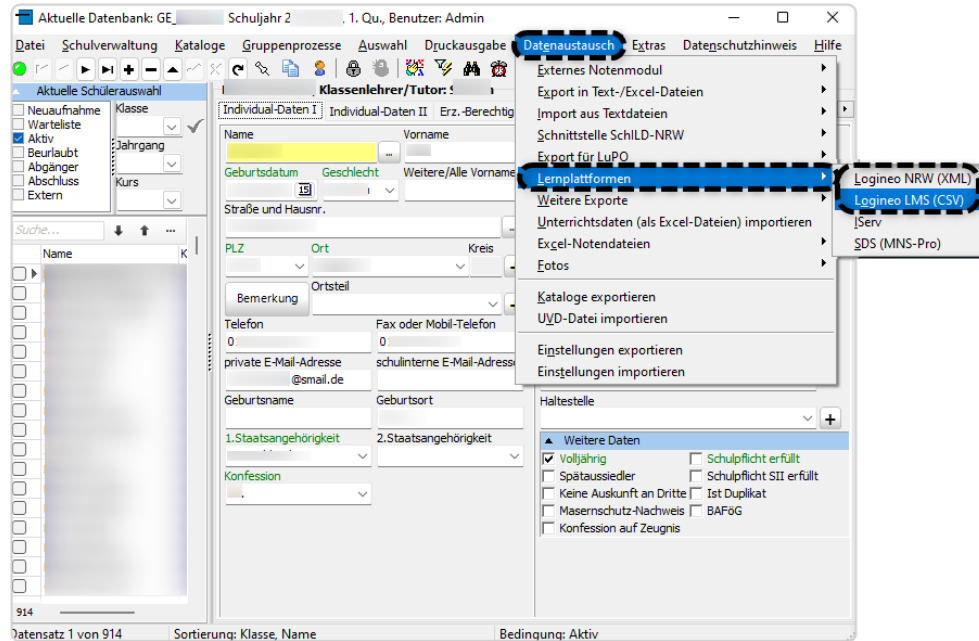 Aktuelle Datenbank: GE_ Schuljahr 2 , 1. Qu., Benutzer: Admin
Datei Schulverwaltung Kataloge Gruppenprozesse Auswahl Druckausgabe Datenaustausch Extras Datenschutzhinweis Hilfe
Aktuelle Schülerauswahl
Neuaufnahme
Warteliste
Aktiv
Beurlaubt
Abgänger
Abschluss
Extern
Klasse
Jahrgang
Kurs
Suche...
...
Name K
914
Klassenlehrer/Tutor: S
Individual-Daten I Individual-Daten II Erz.-Berechtig
Name Vorname
...
Geburtsdatum Geschlecht Weitere/Alle Vorname
15
Straße und Hausnr.
PLZ Ort Kreis
Bemerkung Ortsteil
Telefon Fax oder Mobil-Telefon
0 0
private E-Mail-Adresse schulinterne E-Mail-Adresse
@smail.de
Geburtsname Geburtsort
1.Staatsangehörigkeit 2.Staatsangehörigkeit
Konfession
Externes Notenmodul
Export in Text-/Excel-Dateien
Import aus Textdateien
Schnittstelle SchILD-NRW
Export für LuPO
Lernplattformen
Weitere Exporte
Unterrichtsdaten (als Excel-Dateien) importieren
Excel-Notendateien
Fotos
Kataloge exportieren
UVD-Datei importieren
Einstellungen exportieren
Einstellungen importieren
Logineo NRW (XML)
Logineo LMS (CSV)
IServ
SDS (MNS-Pro)
Haltestelle
Weitere Daten
Volljährig Schulpflicht erfüllt
Spätaussiedler Schulpflicht SII erfüllt
Keine Auskunft an Dritte Ist Duplikat
Masernschutz-Nachweis BAFöG
Konfession auf Zeugnis
Datensatz 1 von 914 Sortierung: Klasse, Name Bedingung: Aktiv